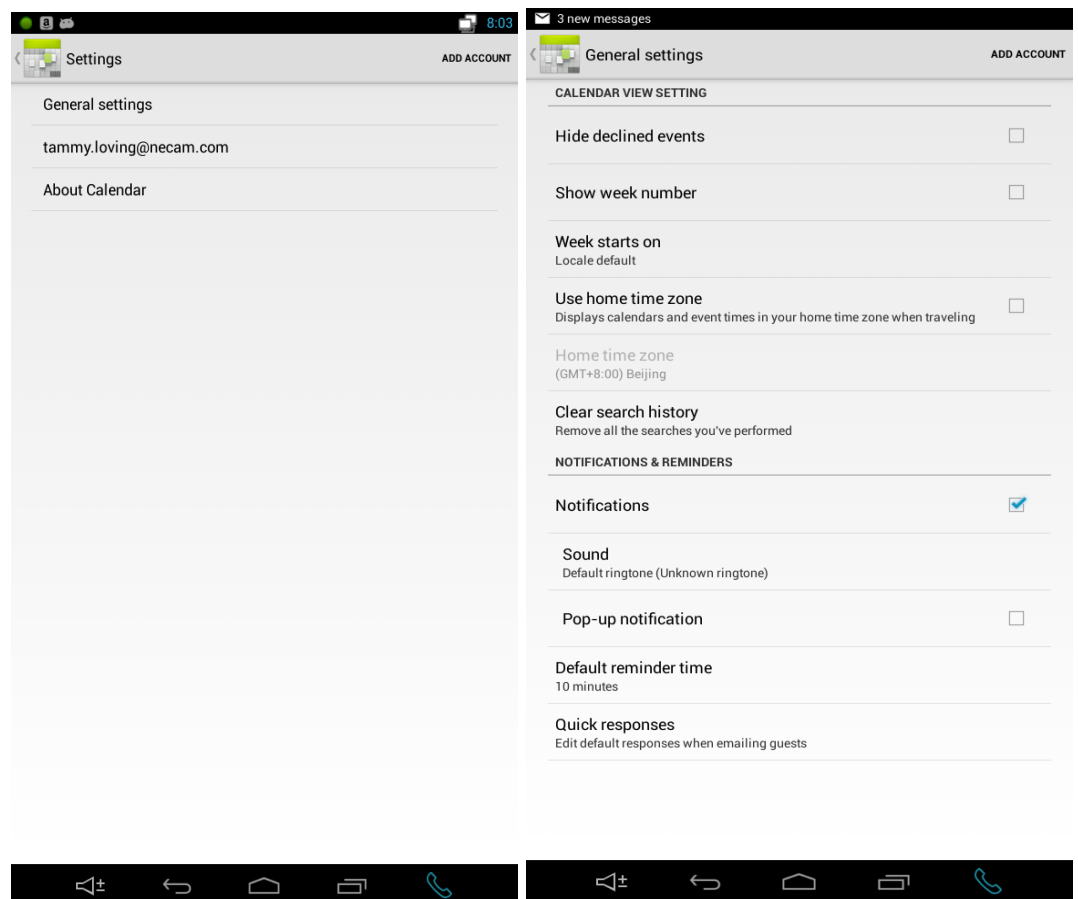 8:03
Settings
ADD ACCOUNT
General settings
tammy.loving@necam.com
About Calendar
3 new messages
General settings
ADD ACCOUNT
CALENDAR VIEW SETTING
Hide declined events
Show week number
Week starts on
Locale default
Use home time zone
Displays calendars and event times in your home time zone when traveling
Home time zone
(GMT+8:00) Beijing
Clear search history
Remove all the searches you've performed
NOTIFICATIONS & REMINDERS
Notifications
Sound
Default ringtone (Unknown ringtone)
Pop-up notification
Default reminder time
10 minutes
Quick responses
Edit default responses when emailing guests